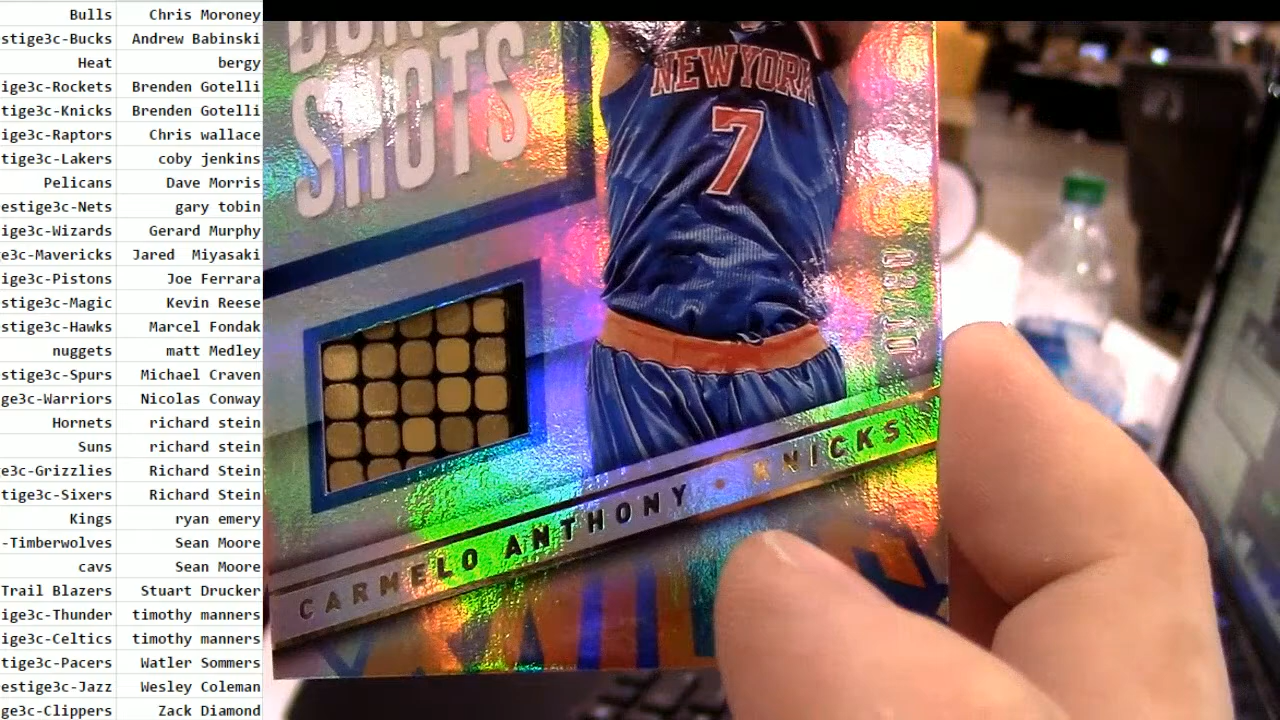 Bulls Chris Moroney
stige3c-Bucks Andrew Babinski
Heat bergy
ige3c-Rockets Brenden Gotelli
ige3c-Knicks Brenden Gotelli
ige3c-Raptors Chris wallace
tige3c-Lakers coby jenkins
Pelicans Dave Morris
estige3c-Nets gary tobin
ige3c-Wizards Gerard Murphy
e3c-Mavericks Jared Miyasaki
ige3c-Pistons Joe Ferrara
stige3c-Magic Kevin Reese
stige3c-Hawks Marcel Fondak
nuggets matt Medley
stige3c-Spurs Michael Craven
ge3c-Warriors Nicolas Conway
Hornets richard stein
Suns richard stein
e3c-Grizzlies Richard Stein
tige3c-Sixers Richard Stein
Kings ryan emery
-Timberwolves Sean Moore
cavs Sean Moore
Trail Blazers Stuart Drucker
ige3c-Thunder timothy manners
ige3c-Celtics timothy manners
tige3c-Pacers Watler Sommers
estige3c-Jazz Wesley Coleman
ge3c-Clippers Zack Diamond
SHOTS
NEW YORK
7
CARMELO ANTHONY • KNICKS